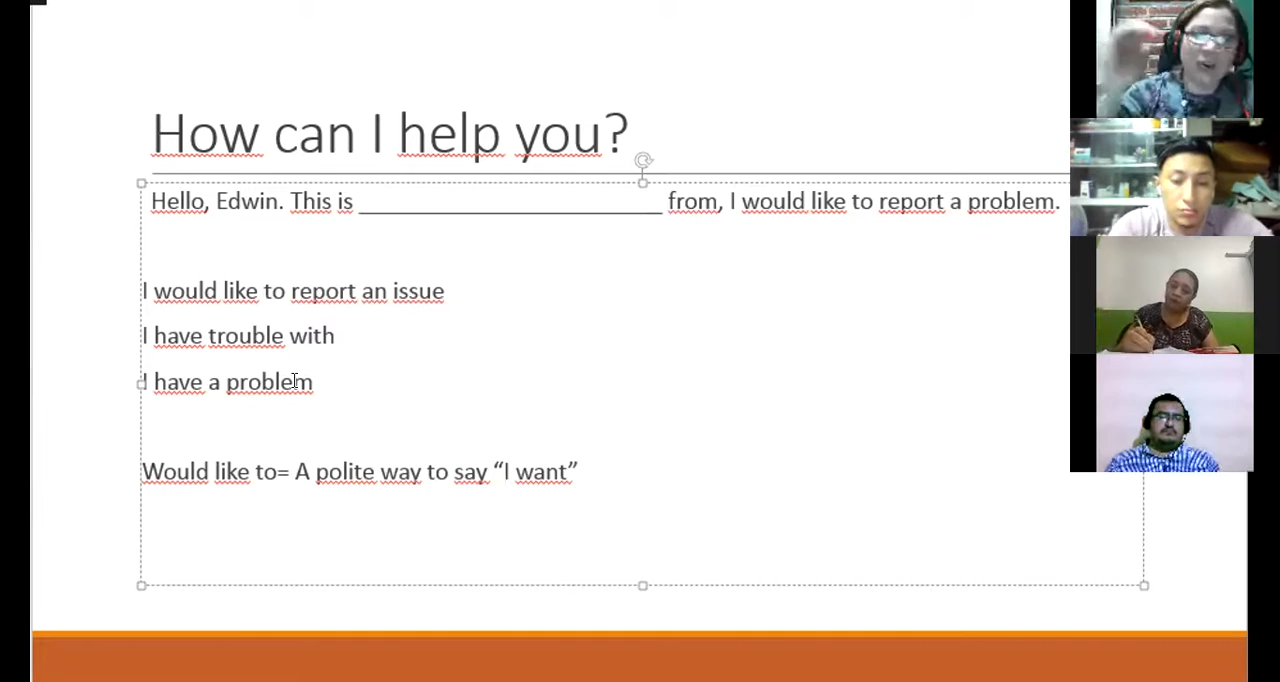 How can I help you?
Hello, Edwin. This is _________________________ from, I would like to report a problem.
I would like to report an issue
I have trouble with
I have a problem
Would like to= A polite way to say “I want”